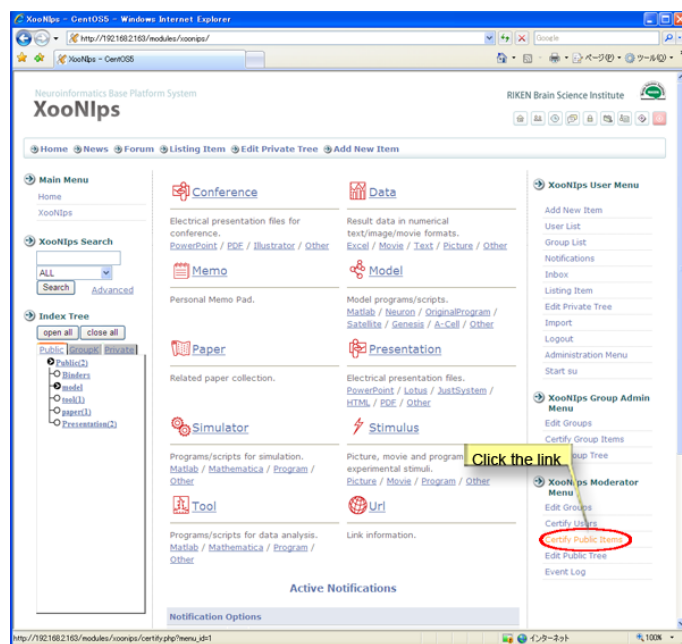 XooNIps - CentOS5 - Windows Internet Explorer
http://192.168.2.163/modules/xoonips/
Google
XooNIps - CentOS5
ページ(P)
ツール(O)
Neuroinformatics Base Platform System
XooNIps
RIKEN Brain Science Institute
Home News Forum Listing Item Edit Private Tree Add New Item
Main Menu
Home
XooNIps
XooNIps Search
ALL
Search Advanced
Index Tree
open all close all
Public GroupK Private
Public(2)
Binders
model
tool(1)
paper(1)
Presentation(2)
Conference
Electrical presentation files for
conference.
PowerPoint / PDF / Illustrator / Other
Data
Result data in numerical
text/image/movie formats.
Excel / Movie / Text / Picture / Other
Memo
Personal Memo Pad.
Model
Model programs/scripts.
Matlab / Neuron / OriginalProgram /
Satellite / Genesis / A-Cell / Other
Paper
Related paper collection.
Presentation
Electrical presentation files.
PowerPoint / Lotus / JustSystem /
HTML / PDF / Other
Simulator
Programs/scripts for simulation.
Matlab / Mathematica / Program /
Other
Stimulus
Picture, movie and program
experimental stimuli.
Picture / Movie / Program / Other
Tool
Programs/scripts for data analysis.
Matlab / Mathematica / Program /
Other
Url
Link information.
Active Notifications
Notification Options
XooNIps User Menu
Add New Item
User List
Group List
Notifications
Inbox
Listing Item
Edit Private Tree
Import
Logout
Administration Menu
Start su
XooNIps Group Admin
Menu
Edit Groups
Certify Group Items
Tree
Click the link
XooNIps Moderator
Menu
Edit Groups
Certify Users
Certify Public Items
Edit Public Tree
Event Log
http://192.168.2.163/modules/xoonips/certify.php?menu_id=1
インターネット
100%